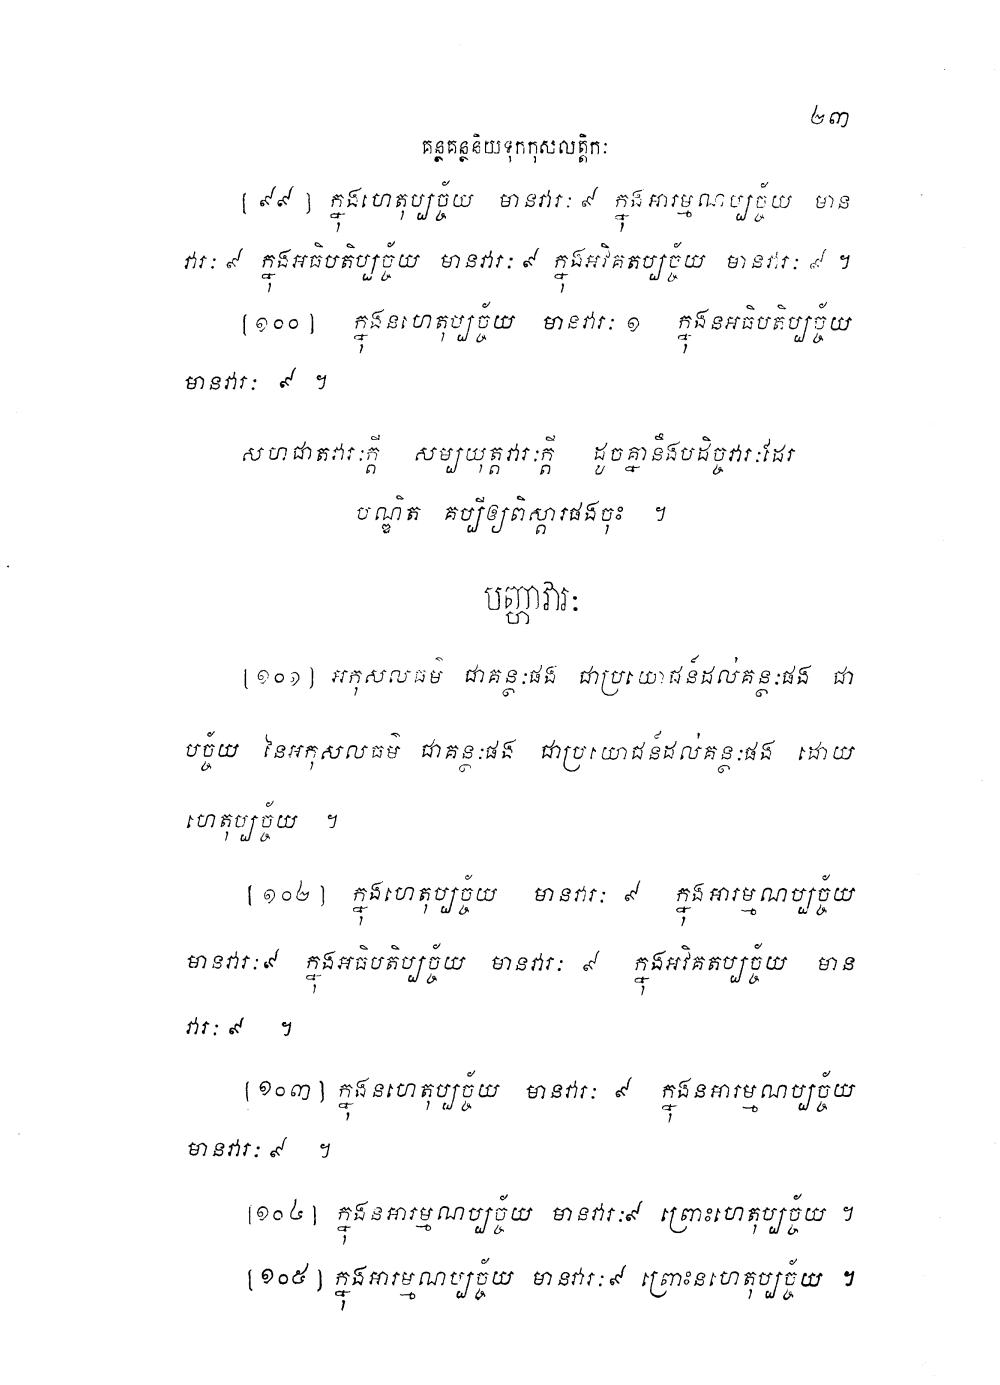 ២៣
គន្ថគន្ថនិយទុកកុសលត្តិកៈ
[៩៩] ក្នុងហេតុប្បច្ច័យ មានវារៈ ៩ ក្នុងអារម្មណប្បច្ច័យ មាន
វារៈ ៩ ក្នុងអធិបតិប្បច្ច័យ មានវារៈ ៩ ក្នុងអវិគតប្បច្ច័យ មានវារៈ ៩ ។
[១០០] ក្នុងនហេតុប្បច្ច័យ មានវារៈ ១ ក្នុងនអធិបតិប្បច្ច័យ
មានវារៈ ៩ ។
សហជាតវារៈក្តី សម្បយុត្តវារៈក្តី ដូចគ្នានឹងបដិច្ចវារៈដែរ
បណ្ឌិត គប្បីឲ្យពិស្តារផងចុះ ។
បញ្ហាវារៈ
[១០១] អកុសលធម៌ ជាគន្ថៈផង ជាប្រយោជន៍ដល់គន្ថៈផង ជា
បច្ច័យ នៃអកុសលធម៌ ជាគន្ថៈផង ជាប្រយោជន៍ដល់គន្ថៈផង ដោយ
ហេតុប្បច្ច័យ ។
[១០២] ក្នុងហេតុប្បច្ច័យ មានវារៈ ៩ ក្នុងអារម្មណប្បច្ច័យ
មានវារៈ ៩ ក្នុងអធិបតិប្បច្ច័យ មានវារៈ ៩ ក្នុងអវិគតប្បច្ច័យ មាន
វារៈ ៩ ។
[១០៣] ក្នុងនហេតុប្បច្ច័យ មានវារៈ ៩ ក្នុងនអារម្មណប្បច្ច័យ
មានវារៈ ៩ ។
[១០៤] ក្នុងនអារម្មណប្បច្ច័យ មានវារៈ៩ ព្រោះហេតុប្បច្ច័យ ។
[១០៥] ក្នុងអារម្មណប្បច្ច័យ មានវារៈ៩ ព្រោះនហេតុប្បច្ច័យ ។